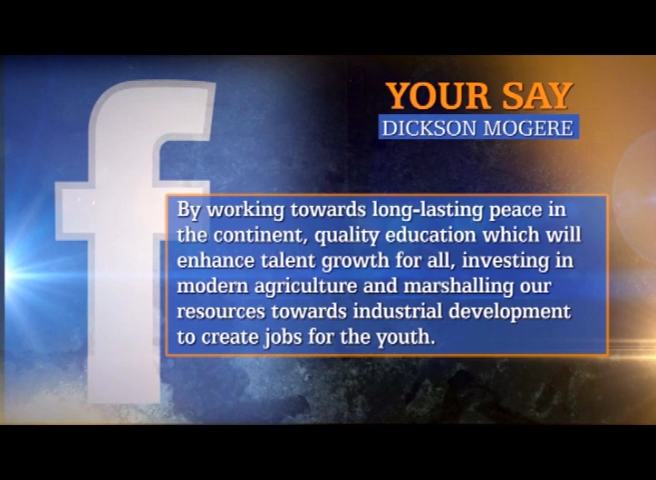 YOUR SAY
DICKSON MOGERE
By working towards long-lasting peace in
the continent, quality education which will
enhance talent growth for all, investing in
modern agriculture and marshalling our
resources towards industrial development
to create jobs for the youth.